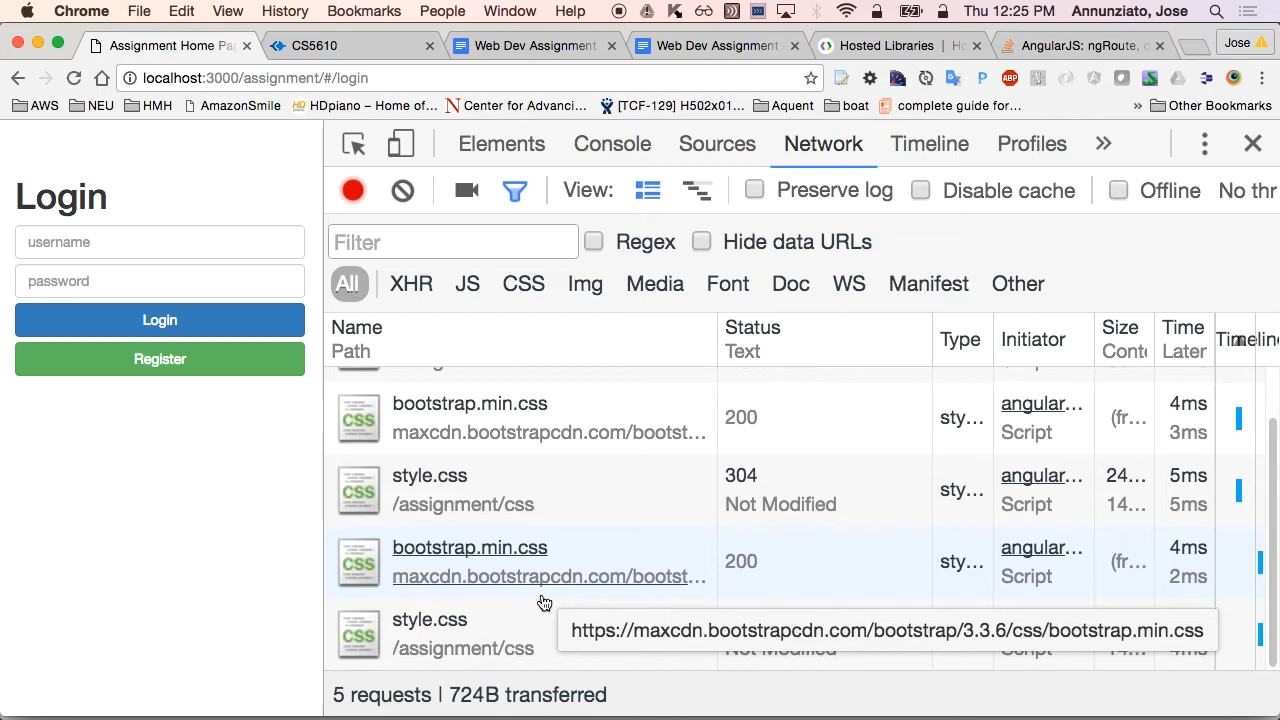 Chrome File Edit View History Bookmarks People Window Help Thu 12:25 PM Annunziato, Jose
Assignment Home Pa CS5610 Web Dev Assignment Web Dev Assignment Hosted Libraries | Ho AngularJS: ngRoute, c Jose
localhost:3000/assignment/#/login
AWS NEU HMH AmazonSmile HDpiano – Home of... Center for Advanci... [TCF-129] H502x01... Aquent boat complete guide for... » Other Bookmarks
Elements Console Sources Network Timeline Profiles »
View: Preserve log Disable cache Offline No thr
Filter Regex Hide data URLs
All XHR JS CSS Img Media Font Doc WS Manifest Other
Name Status Type Initiator Size Time Timeline
Path Text Conte Later
bootstrap.min.css 200 sty... angular... (fr... 4ms
maxcdn.bootstrapcdn.com/bootst... Script 3ms
style.css 304 sty... angular... 24... 5ms
/assignment/css Not Modified Script 14... 5ms
bootstrap.min.css 200 sty... angular... (fr... 4ms
maxcdn.bootstrapcdn.com/bootst... Script 2ms
style.css
/assignment/css
https://maxcdn.bootstrapcdn.com/bootstrap/3.3.6/css/bootstrap.min.css
5 requests | 724B transferred
Login
username
password
Login
Register